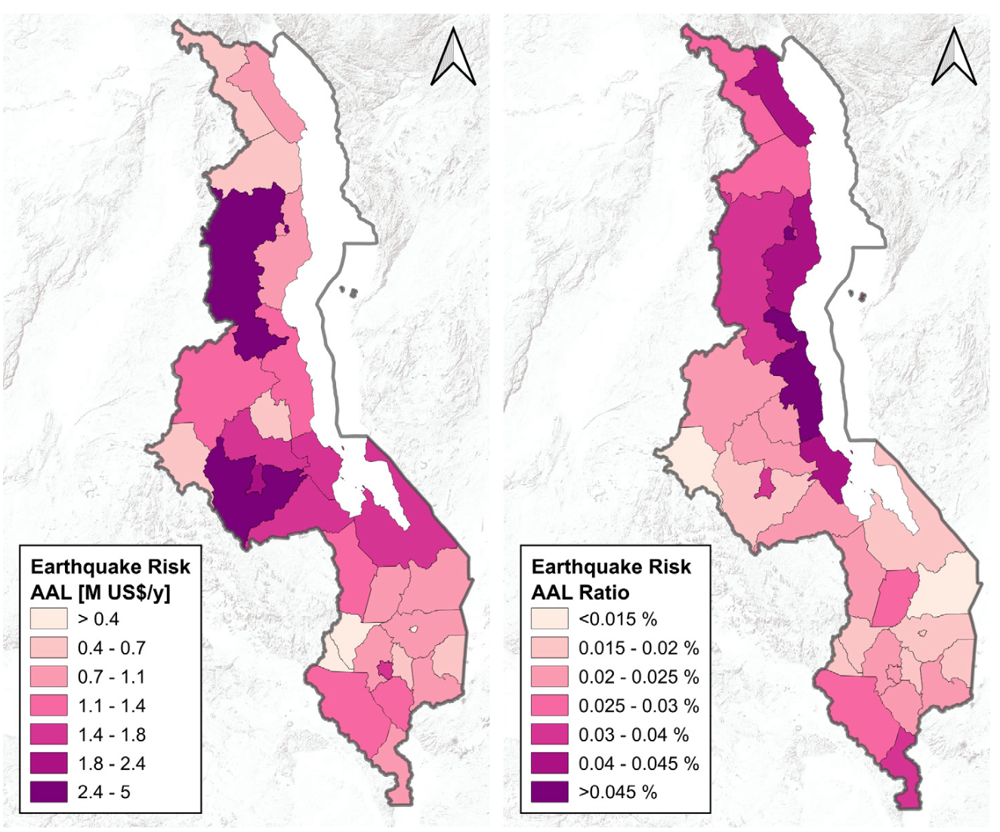 Earthquake Risk
AAL [M US$/y]
> 0.4
0.4 - 0.7
0.7 - 1.1
1.1 - 1.4
1.4 - 1.8
1.8 - 2.4
2.4 - 5
Earthquake Risk
AAL Ratio
<0.015 %
0.015 - 0.02 %
0.02 - 0.025 %
0.025 - 0.03 %
0.03 - 0.04 %
0.04 - 0.045 %
>0.045 %